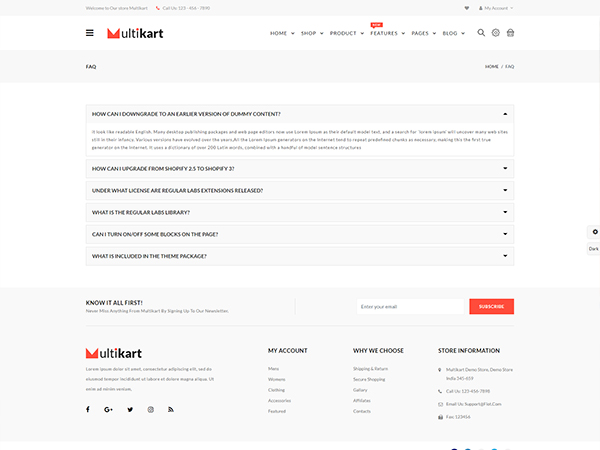 Welcome to Our store Multikart
Call Us: 123 - 456 - 7890
My Account
Multikart
HOME
SHOP
PRODUCT
NEW
FEATURES
PAGES
BLOG
FAQ
HOME / FAQ
HOW CAN I DOWNGRADE TO AN EARLIER VERSION OF DUMMY CONTENT?
it look like readable English. Many desktop publishing packages and web page editors now use Lorem Ipsum as their default model text, and a search for 'lorem ipsum' will uncover many web sites
still in their infancy. Various versions have evolved over the years,All the Lorem Ipsum generators on the Internet tend to repeat predefined chunks as necessary, making this the first true
generator on the Internet. It uses a dictionary of over 200 Latin words, combined with a handful of model sentence structures
HOW CAN I UPGRADE FROM SHOPIFY 2.5 TO SHOPIFY 3?
UNDER WHAT LICENSE ARE REGULAR LABS EXTENSIONS RELEASED?
WHAT IS THE REGULAR LABS LIBRARY?
CAN I TURN ON/OFF SOME BLOCKS ON THE PAGE?
WHAT IS INCLUDED IN THE THEME PACKAGE?
Dark
KNOW IT ALL FIRST!
Never Miss Anything From Multikart By Signing Up To Our Newsletter.
Enter your email
SUBSCRIBE
Multikart
Lorem ipsum dolor sit amet, consectetur adipiscing elit, sed do
eiusmod tempor incididunt ut labore et dolore magna aliqua. Ut
enim ad minim veniam,
MY ACCOUNT
Mens
Womens
Clothing
Accessories
Featured
WHY WE CHOOSE
Shipping & Return
Secure Shopping
Gallary
Affiliates
Contacts
STORE INFORMATION
Multikart Demo Store, Demo Store
India 345-659
Call Us: 123-456-7898
Email Us: Support@Fiot.Com
Fax: 123456